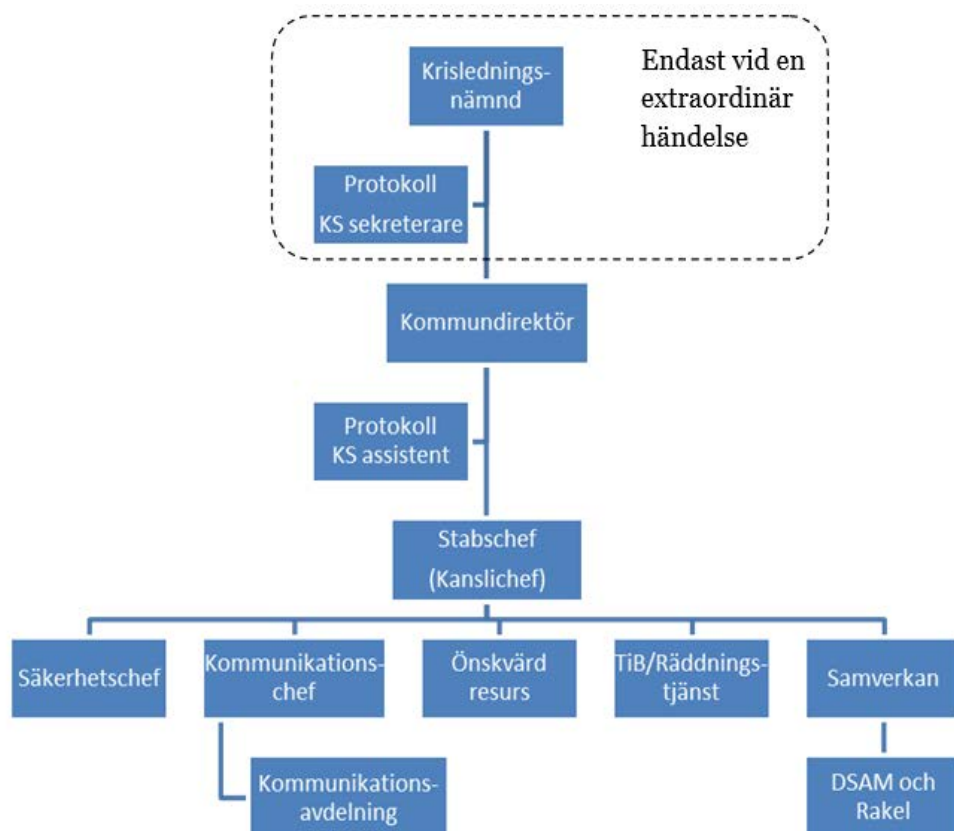 Krislednings-
nämnd
Endast vid en
extraordinär
händelse
Protokoll
KS sekreterare
Kommundirektör
Protokoll
KS assistent
Stabschef
(Kanslichef)
Säkerhetschef
Kommunikations-
chef
Önskvärd
resurs
TiB/Räddnings-
tjänst
Samverkan
Kommunikations-
avdelning
DSAM och
Rakel